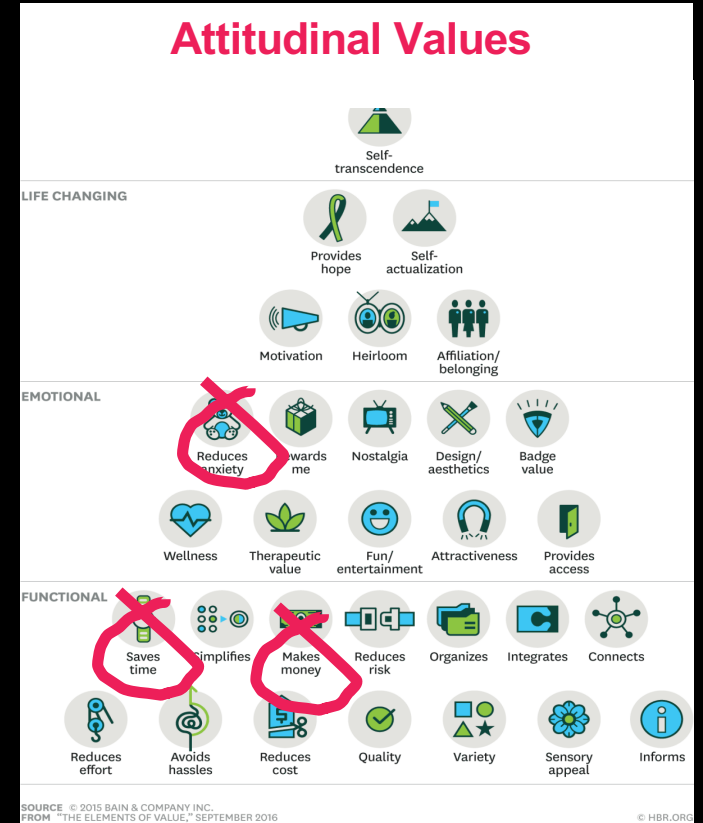 Attitudinal Values
Self-
transcendence
LIFE CHANGING
Provides
hope
Self-
actualization
Motivation
Heirloom
Affiliation/
belonging
EMOTIONAL
Reduces
anxiety
Rewards
me
Nostalgia
Design/
aesthetics
Badge
value
Wellness
Therapeutic
value
Fun/
entertainment
Attractiveness
Provides
access
FUNCTIONAL
Saves
time
Simplifies
Makes
money
Reduces
risk
Organizes
Integrates
Connects
Reduces
effort
Avoids
hassles
Reduces
cost
Quality
Variety
Sensory
appeal
Informs
SOURCE © 2015 BAIN & COMPANY INC.
FROM "THE ELEMENTS OF VALUE," SEPTEMBER 2016
© HBR.ORG